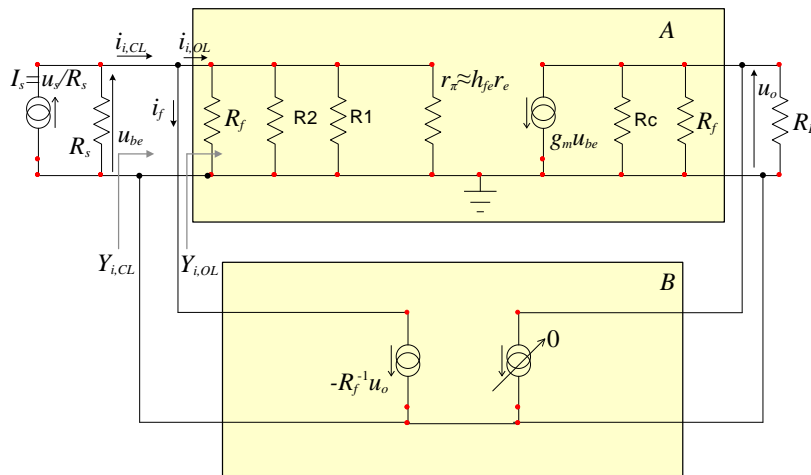 A
i_{i,CL}
i_{i,OL}
I_s=u_s/R_s
r_π≈h_{fe}r_e
u_o
i_f
R_f
R2
R1
Rc
R_f
R_s
u_{be}
g_m u_{be}
Y_{i,CL}
Y_{i,OL}
B
0
-R_f^{-1}u_o